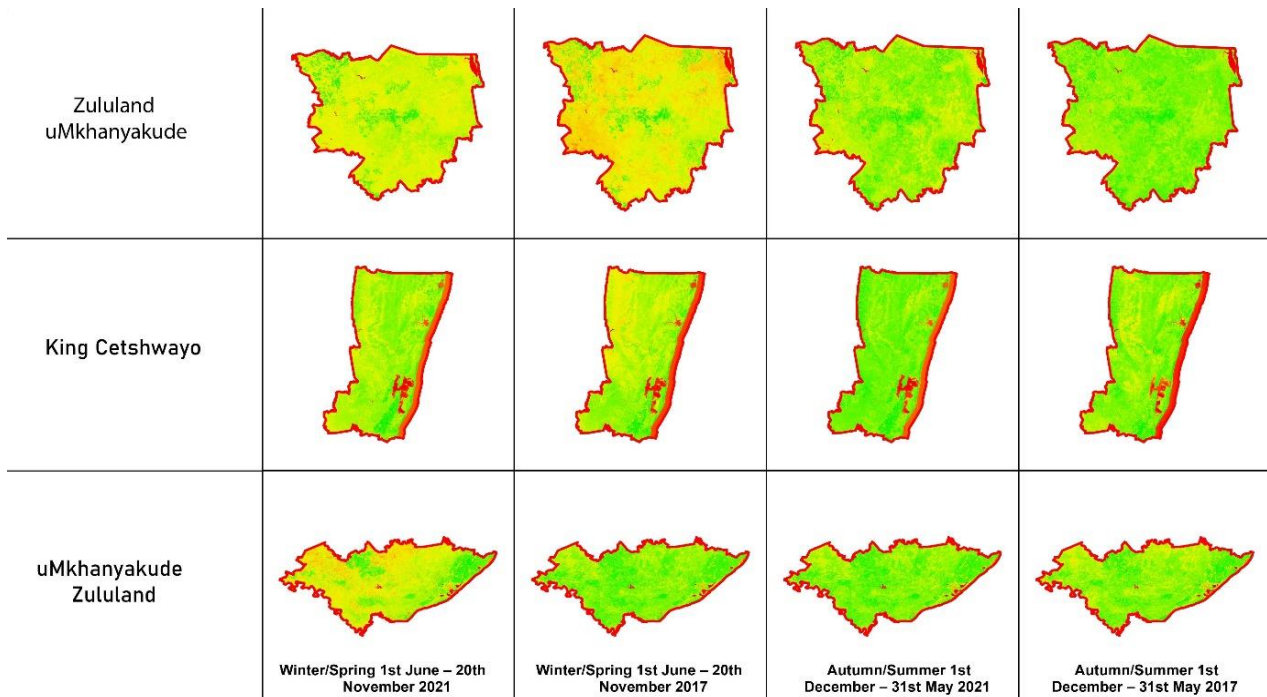 Zululand
uMkhanyakude
King Cetshwayo
uMkhanyakude
Zululand
Winter/Spring 1st June – 20th
November 2021
Winter/Spring 1st June – 20th
November 2017
Autumn/Summer 1st
December – 31st May 2021
Autumn/Summer 1st
December – 31st May 2017